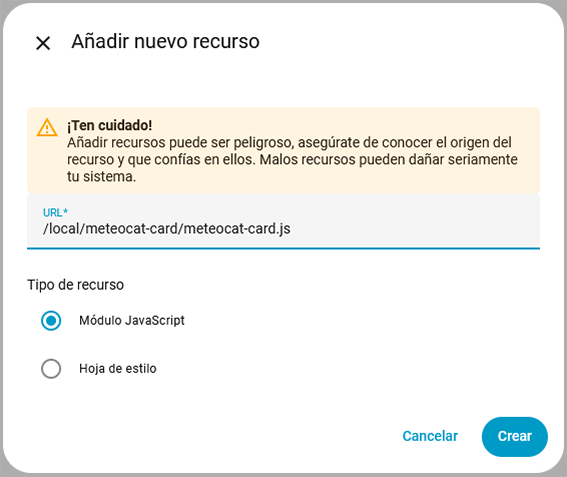 Añadir nuevo recurso
¡Ten cuidado!
Añadir recursos puede ser peligroso, asegúrate de conocer el origen del
recurso y que confías en ellos. Malos recursos pueden dañar seriamente
tu sistema.
URL*
/local/meteocat-card/meteocat-card.js
Tipo de recurso
Módulo JavaScript
Hoja de estilo
Cancelar
Crear